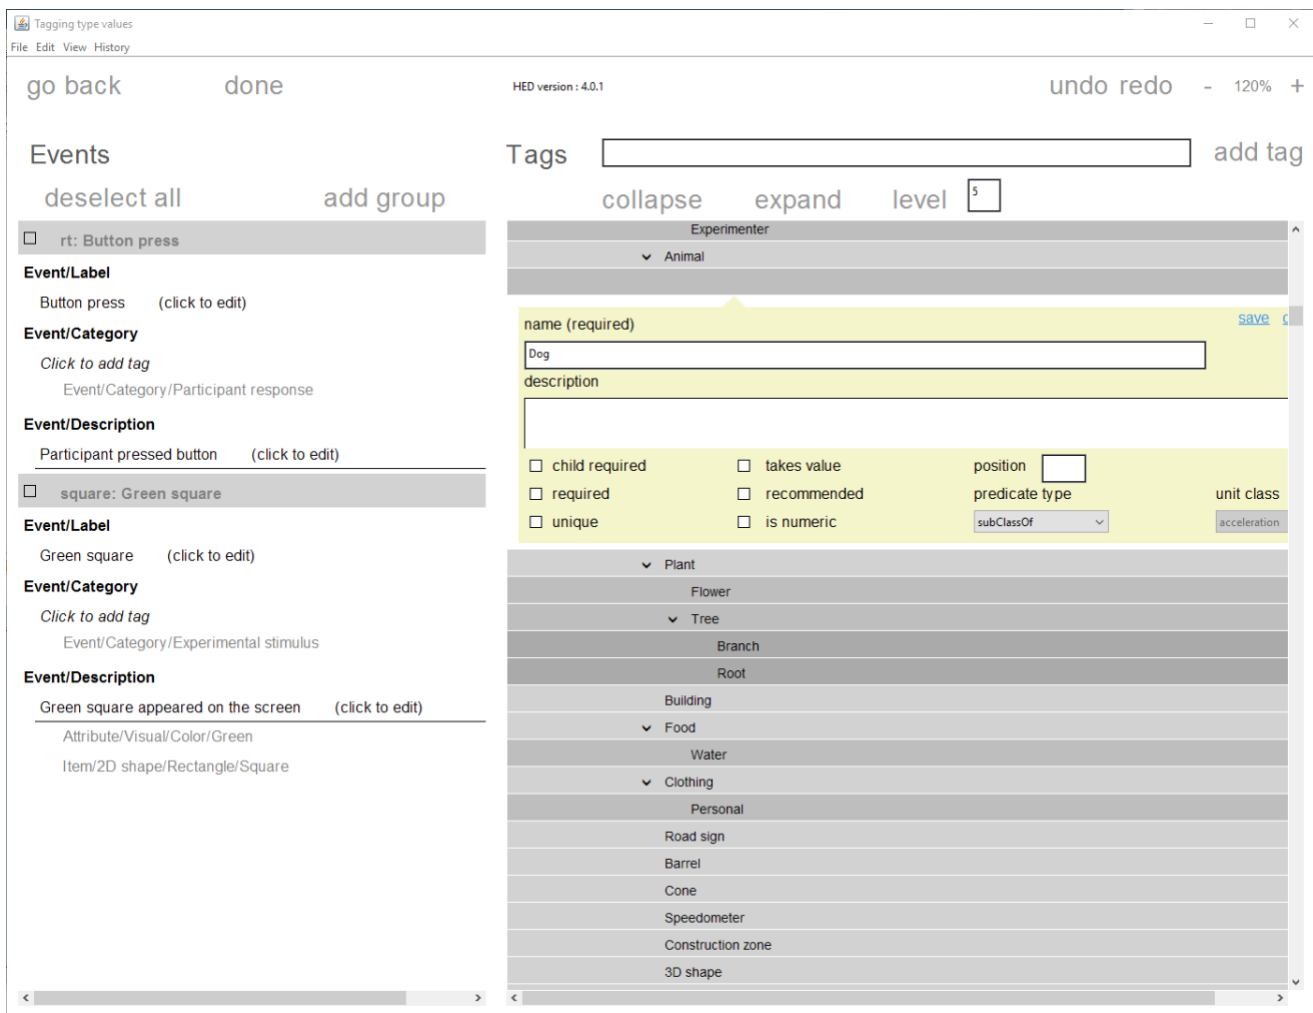 Tagging type values
File Edit View History
go back done HED version : 4.0.1 undo redo - 120% +
Events
deselect all add group
rt: Button press
Event/Label
Button press (click to edit)
Event/Category
Click to add tag
Event/Category/Participant response
Event/Description
Participant pressed button (click to edit)
square: Green square
Event/Label
Green square (click to edit)
Event/Category
Click to add tag
Event/Category/Experimental stimulus
Event/Description
Green square appeared on the screen (click to edit)
Attribute/Visual/Color/Green
Item/2D shape/Rectangle/Square
Tags add tag
collapse expand level 5
Experimenter
Animal
name (required) save
Dog
description
child required takes value position
required recommended predicate type unit class
unique is numeric subClassOf acceleration
Plant
Flower
Tree
Branch
Root
Building
Food
Water
Clothing
Personal
Road sign
Barrel
Cone
Speedometer
Construction zone
3D shape